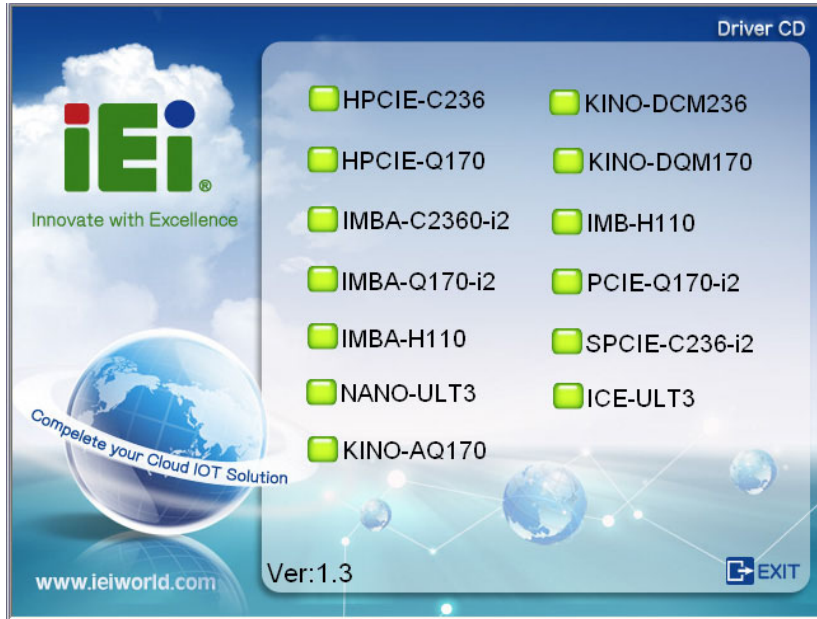 Driver CD
iEi®
Innovate with Excellence
Compelete your Cloud IOT Solution
www.ieiworld.com
HPCIE-C236
HPCIE-Q170
IMBA-C2360-i2
IMBA-Q170-i2
IMBA-H110
NANO-ULT3
KINO-AQ170
KINO-DCM236
KINO-DQM170
IMB-H110
PCIE-Q170-i2
SPCIE-C236-i2
ICE-ULT3
Ver:1.3
EXIT